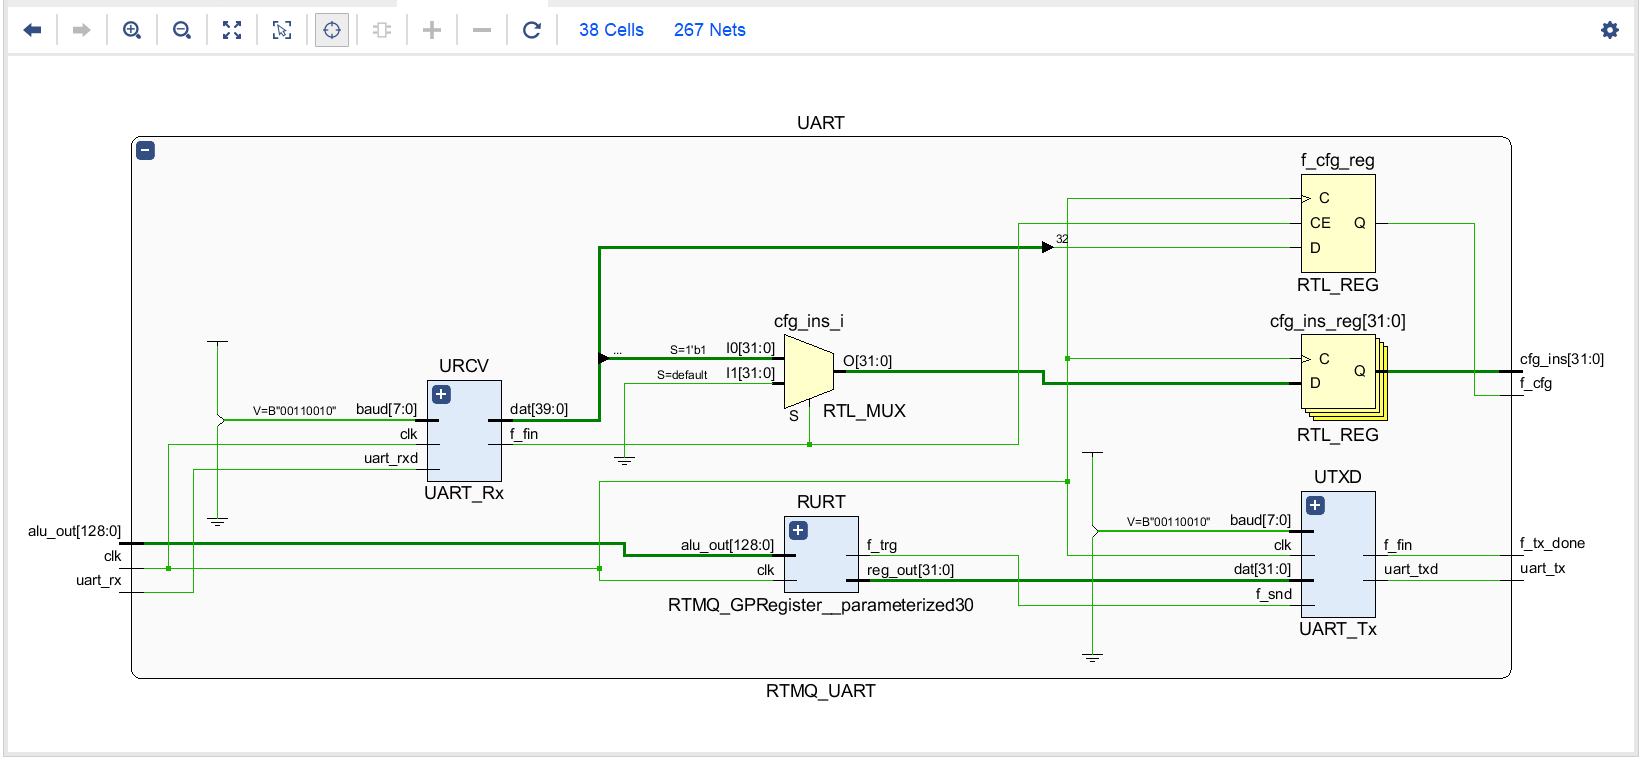 38 Cells 267 Nets
UART
f_cfg_reg
C
CE Q
32
D
RTL_REG
cfg_ins_i
cfg_ins_reg[31:0]
... S=1'b1 I0[31:0]
C
cfg_ins[31:0]
O[31:0]
Q
URCV
S=default I1[31:0]
D
f_cfg
V=B"00110010" baud[7:0]
dat[39:0]
S
RTL_MUX
clk
f_fin
RTL_REG
uart_rxd
UART_Rx
UTXD
RURT
V=B"00110010" baud[7:0]
alu_out[128:0]
alu_out[128:0]
f_trg
clk
f_fin
f_tx_done
clk
clk
reg_out[31:0]
dat[31:0]
uart_txd
uart_tx
uart_rx
f_snd
RTMQ_GPRegister__parameterized30
UART_Tx
RTMQ_UART